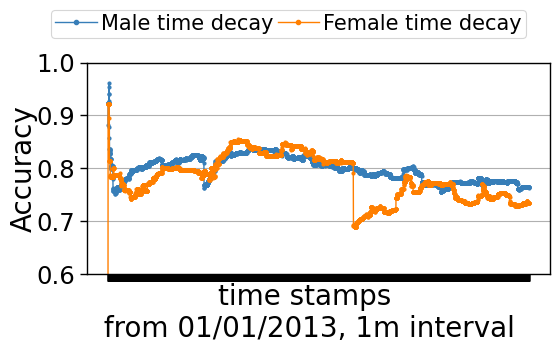 Male time decay Female time decay
1.0
0.9
0.8
0.7
0.6
Accuracy
time stamps
from 01/01/2013, 1m interval